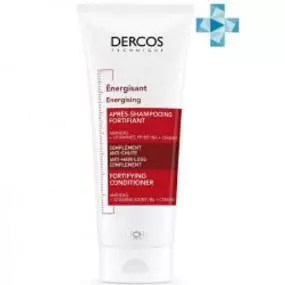 DERCOS
TECHNIQUE
Énergisant
Energising
APRÈS-SHAMPOOING
FORTIFIANT
COMPLÉMENT
ANTI-CHUTE
ANTI-HAIR LOSS
COMPLEMENT
FORTIFYING
CONDITIONER